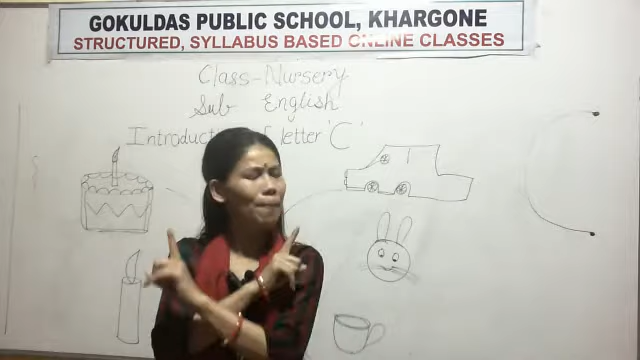 GOKULDAS PUBLIC SCHOOL, KHARGONE
STRUCTURED, SYLLABUS BASED ONLINE CLASSES
Class-Nursery
Sub English
letter 'C'